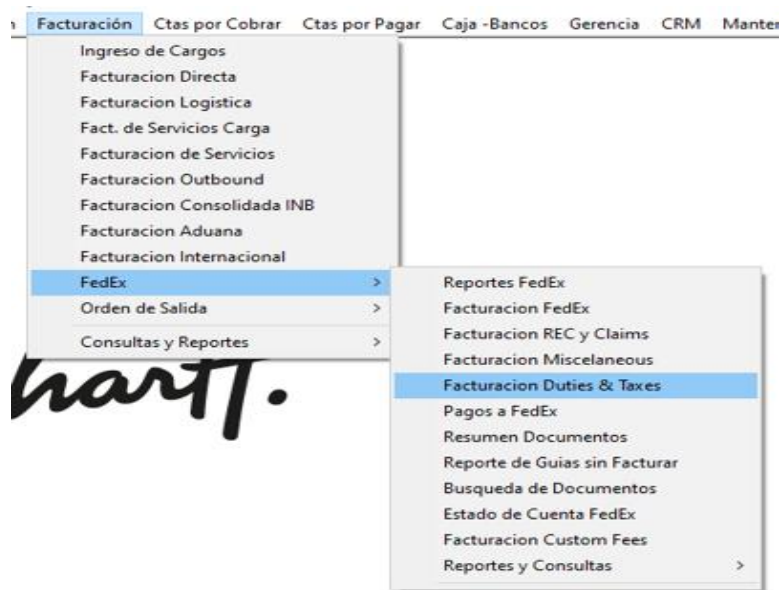 Facturación Ctas por Cobrar Ctas por Pagar Caja -Bancos Gerencia CRM
Ingreso de Cargos
Facturacion Directa
Facturacion Logistica
Fact. de Servicios Carga
Facturacion de Servicios
Facturacion Outbound
Facturacion Consolidada INB
Facturacion Aduana
Facturacion Internacional
FedEx >
Orden de Salida >
Consultas y Reportes >
Reportes FedEx
Facturacion FedEx
Facturacion REC y Claims
Facturacion Miscelaneous
Facturacion Duties & Taxes
Pagos a FedEx
Resumen Documentos
Reporte de Guias sin Facturar
Busqueda de Documentos
Estado de Cuenta FedEx
Facturacion Custom Fees
Reportes y Consultas >